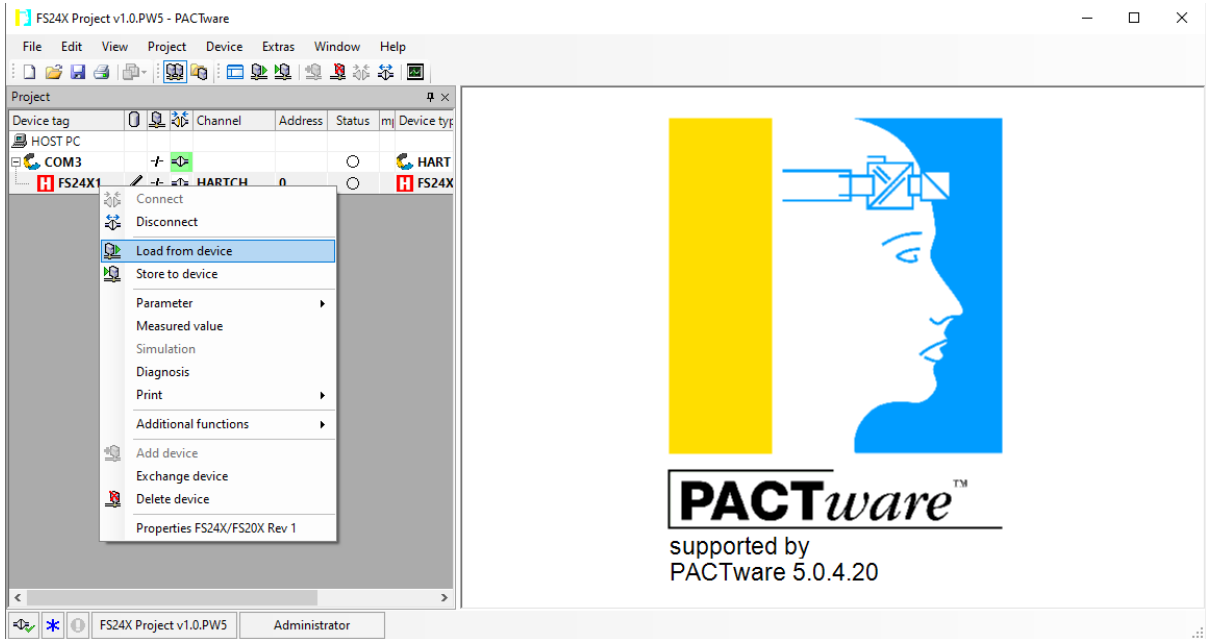 FS24X Project v1.0.PW5 - PACTware
File Edit View Project Device Extras Window Help
Project
Device tag Channel Address Status Device typ
HOST PC
COM3 HART
FS24X1 HARTCH 0 FS24X
Connect
Disconnect
Load from device
Store to device
Parameter
Measured value
Simulation
Diagnosis
Print
Additional functions
Add device
Exchange device
Delete device
Properties FS24X/FS20X Rev 1
PACTware™
supported by
PACTware 5.0.4.20
FS24X Project v1.0.PW5 Administrator